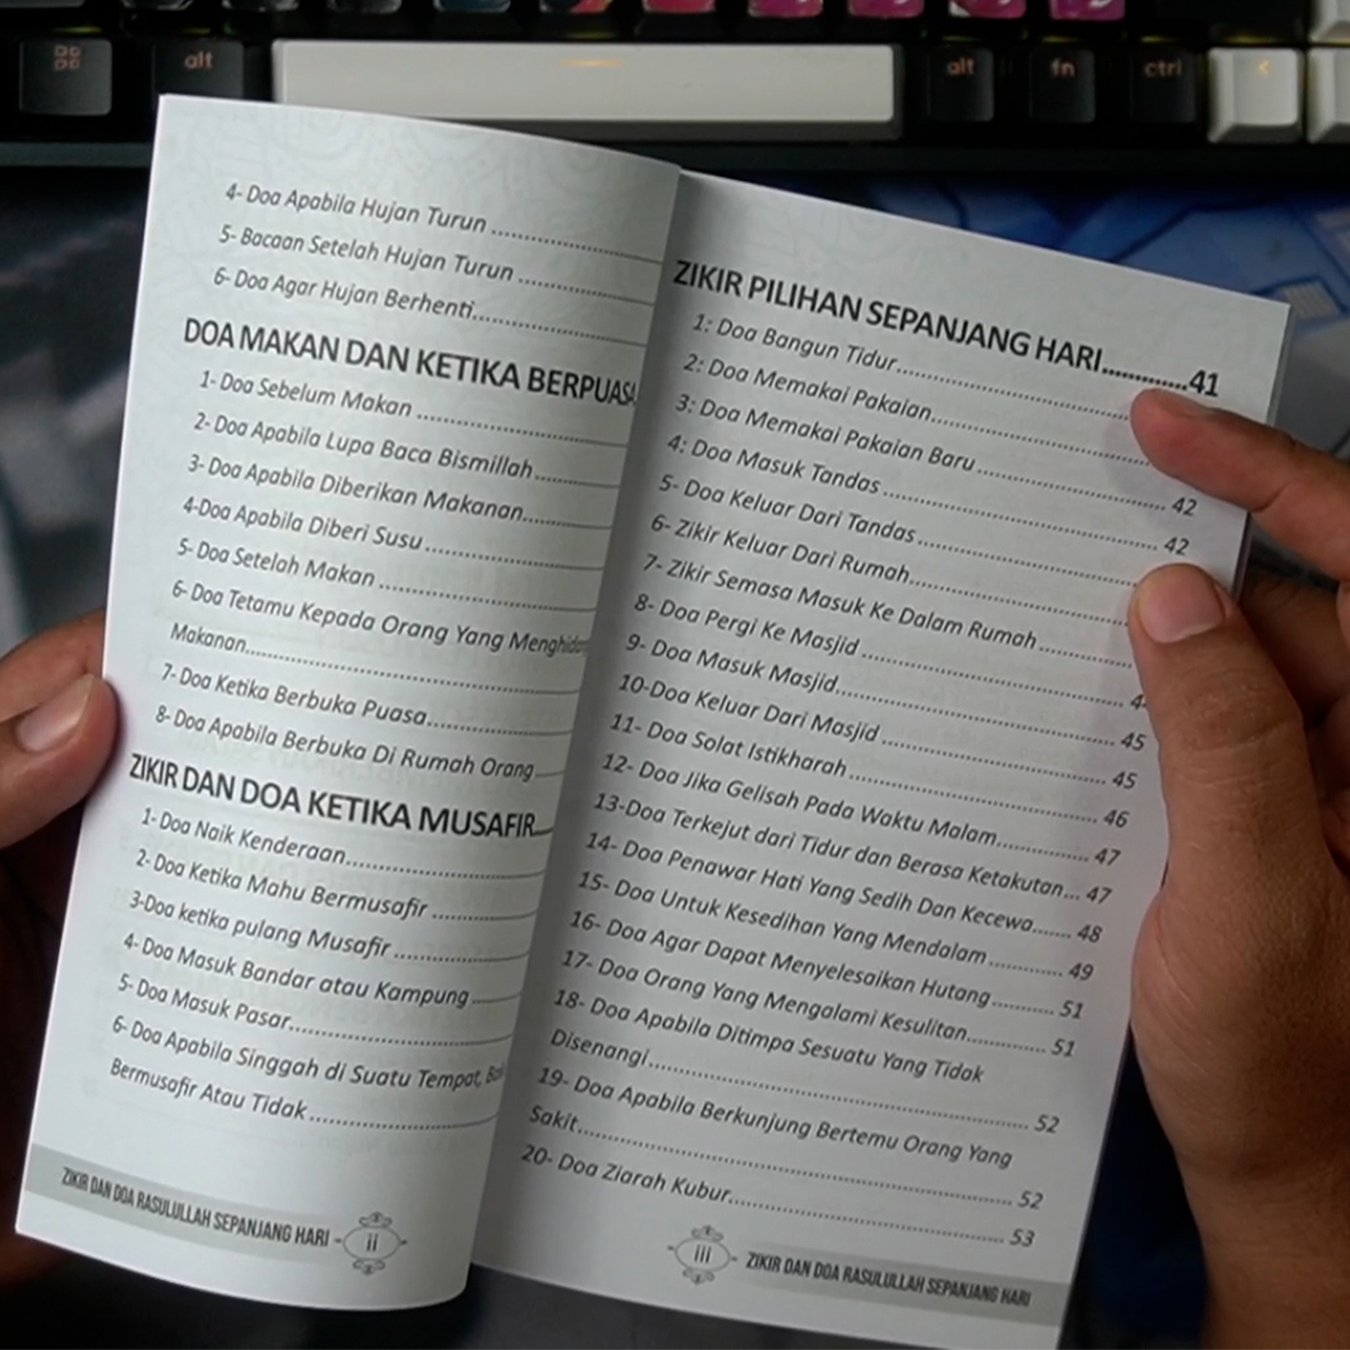 alt
alt
fn
ctrl
<
4- Doa Apabila Hujan Turun ..............................
5- Bacaan Setelah Hujan Turun .........................
6- Doa Agar Hujan Berhenti...............................
DOA MAKAN DAN KETIKA BERPUASA
1- Doa Sebelum Makan ......................................
2- Doa Apabila Lupa Baca Bismillah...............
3- Doa Apabila Diberikan Makanan................
4-Doa Apabila Diberi Susu ...............................
5- Doa Setelah Makan .......................................
6- Doa Tetamu Kepada Orang Yang
Makanan............................................................
7- Doa Ketika Berbuka Puasa...........................
8- Doa Apabila Berbuka Di Rumah Orang ......
ZIKIR DAN DOA KETIKA MUSAFIR....
1- Doa Naik Kenderaan.....................................
2- Doa Ketika Mahu Bermusafir ....................
3-Doa ketika pulang Musafir ..........................
4- Doa Masuk Bandar atau Kampung ..........
5- Doa Masuk Pasar..........................................
6- Doa Apabila Singgah di Suatu Tempat,
Bermusafir Atau Tidak ....................................
ZIKIR DAN DOA RASULULLAH SEPANJANG HARI - ii -
ZIKIR PILIHAN SEPANJANG HARI.............41
1: Doa Bangun Tidur.......................................
2: Doa Memakai Pakaian.....................................
3: Doa Memakai Pakaian Baru ................................ 42
4: Doa Masuk Tandas .............................................. 42
5- Doa Keluar Dari Tandas .....................................
6- Zikir Keluar Dari Rumah.....................................
7- Zikir Semasa Masuk Ke Dalam Rumah ...............
8- Doa Pergi Ke Masjid ............................................
9- Doa Masuk Masjid............................................... 45
10-Doa Keluar Dari Masjid ...................................... 45
11- Doa Solat Istikharah .......................................... 46
12- Doa Jika Gelisah Pada Waktu Malam............... 47
13-Doa Terkejut dari Tidur dan Berasa Ketakutan... 47
14- Doa Penawar Hati Yang Sedih Dan Kecewa....... 48
15- Doa Untuk Kesedihan Yang Mendalam ............. 49
16- Doa Agar Dapat Menyelesaikan Hutang ........... 51
17- Doa Orang Yang Mengalami Kesulitan.............. 51
18- Doa Apabila Ditimpa Sesuatu Yang Tidak
Disenangi.................................................................. 52
19- Doa Apabila Berkunjung Bertemu Orang Yang
Sakit.......................................................................... 52
20- Doa Ziarah Kubur............................................... 53
- iii - ZIKIR DAN DOA RASULULLAH SEPANJANG HARI